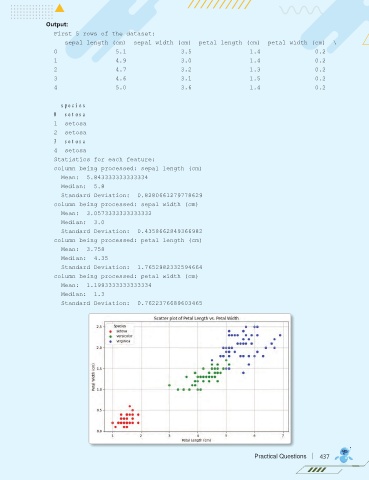 Output:
First 5 rows of the dataset:
sepal length (cm) sepal width (cm) petal length (cm) petal width (cm) \
0 5.1 3.5 1.4 0.2
1 4.9 3.0 1.4 0.2
2 4.7 3.2 1.3 0.2
3 4.6 3.1 1.5 0.2
4 5.0 3.6 1.4 0.2
species
0 setosa
1 setosa
2 setosa
3 setosa
4 setosa
Statistics for each feature:
column being processed: sepal length (cm)
Mean: 5.843333333333334
Median: 5.8
Standard Deviation: 0.8280661279778629
column being processed: sepal width (cm)
Mean: 3.0573333333333332
Median: 3.0
Standard Deviation: 0.4358662849366982
column being processed: petal length (cm)
Mean: 3.758
Median: 4.35
Standard Deviation: 1.7652982332594664
column being processed: petal width (cm)
Mean: 1.1993333333333334
Median: 1.3
Standard Deviation: 0.7622376689603465
Scatter plot of Petal Length vs. Petal Width
Species
setosa
versicolor
virginica
2.5
2.0
1.5
1.0
0.5
0.0
Petal Width (cm)
1 2 3 4 5 6 7
Petal Length (cm)
Practical Questions | 437